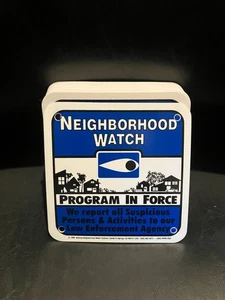 NEIGHBORHOOD
WATCH
PROGRAM IN FORCE
We report all Suspicious
Persons & Activities to our
Law Enforcement Agency